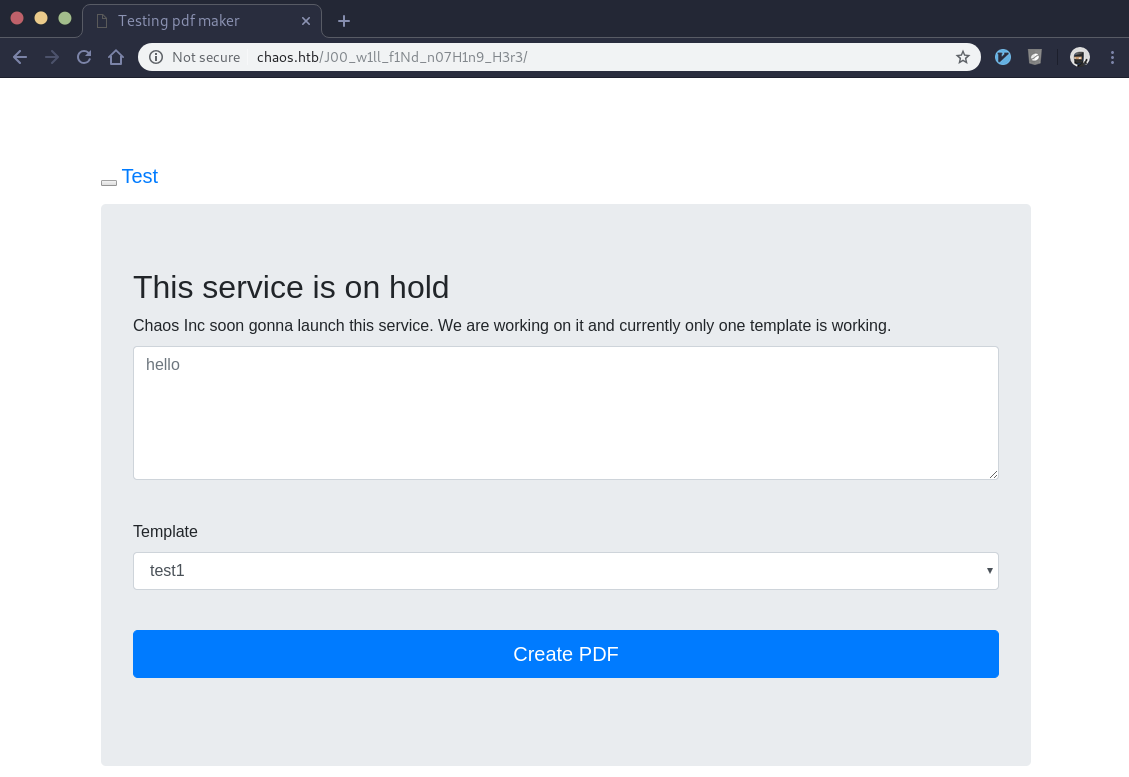 Testing pdf maker
Not secure chaos.htb/J00_w1ll_f1Nd_n07H1n9_H3r3/
Test
This service is on hold
Chaos Inc soon gonna launch this service. We are working on it and currently only one template is working.
hello
Template
test1
Create PDF